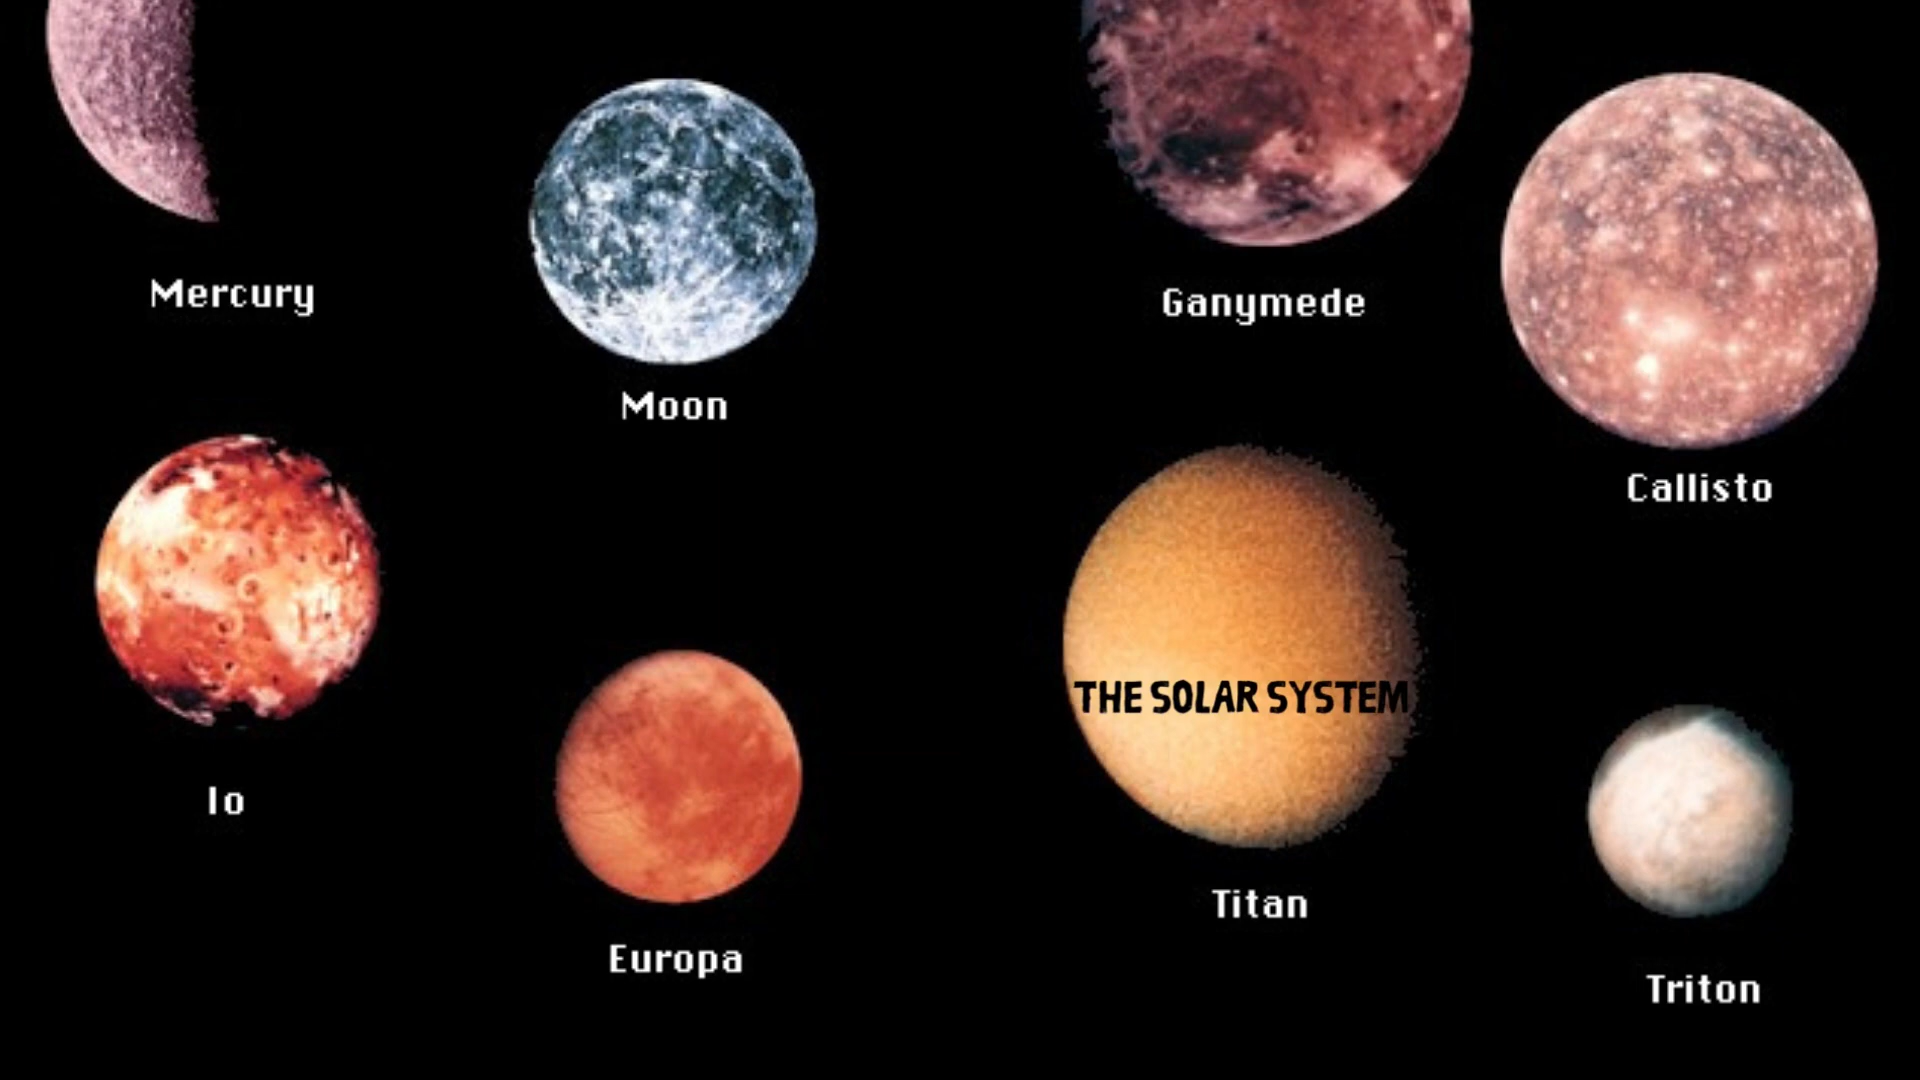 Mercury
Moon
Ganymede
Callisto
Io
Europa
THE SOLAR SYSTEM
Titan
Triton